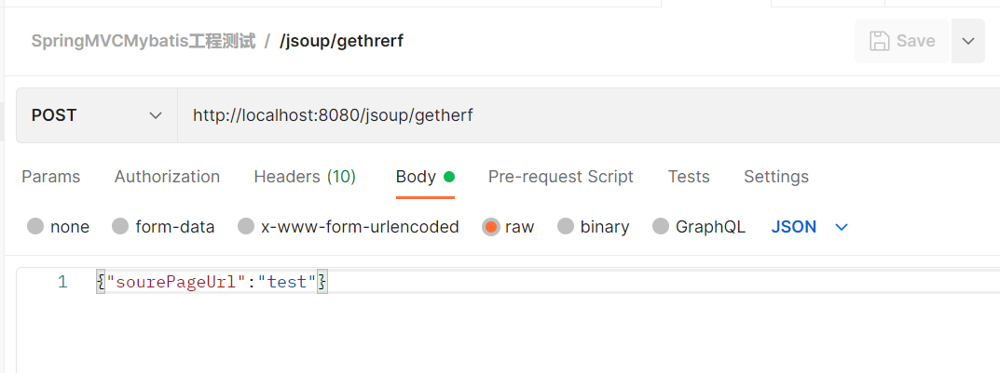 SpringMVCMybatis工程测试 / /jsoup/gethrerf
Save
POST http://localhost:8080/jsoup/getherf
Params Authorization Headers (10) Body Pre-request Script Tests Settings
none form-data x-www-form-urlencoded raw binary GraphQL JSON
1 {"sourePageUrl":"test"}